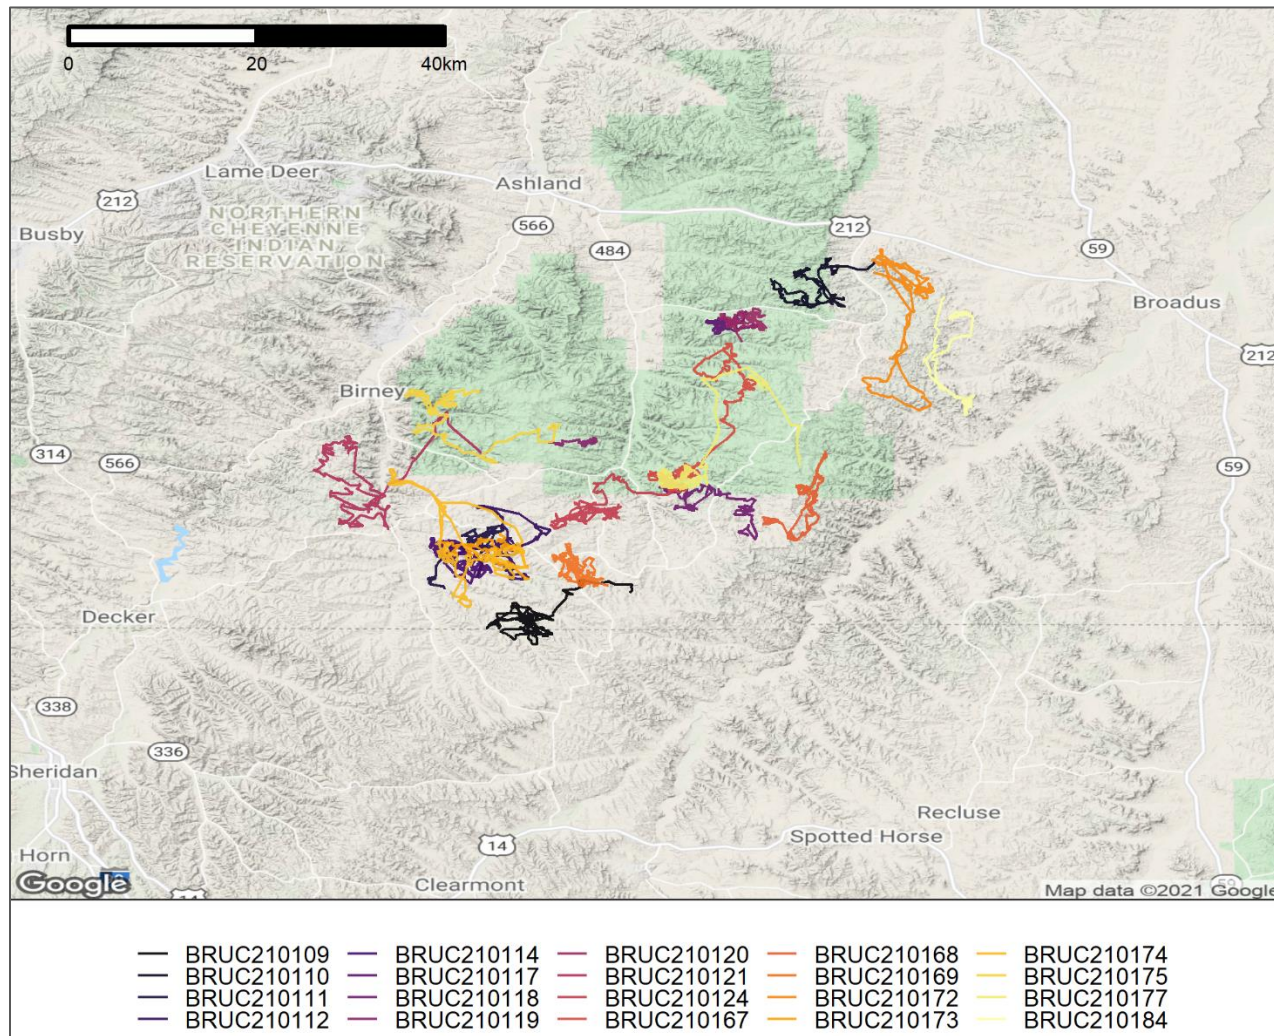 0 20 40km
Lame Deer
Ashland
212
NORTHERN
CHEYENNE
INDIAN
RESERVATION
566
Busby
212
484
59
Broadus
212
Birney
314
566
59
Decker
338
336
Sheridan
Recluse
14
Spotted Horse
Horn
Clearmont
Google
14
Map data ©2021 Google
59
BRUC210109 BRUC210114 BRUC210120 BRUC210168 BRUC210174
BRUC210110 BRUC210117 BRUC210121 BRUC210169 BRUC210175
BRUC210111 BRUC210118 BRUC210124 BRUC210172 BRUC210177
BRUC210112 BRUC210119 BRUC210167 BRUC210173 BRUC210184